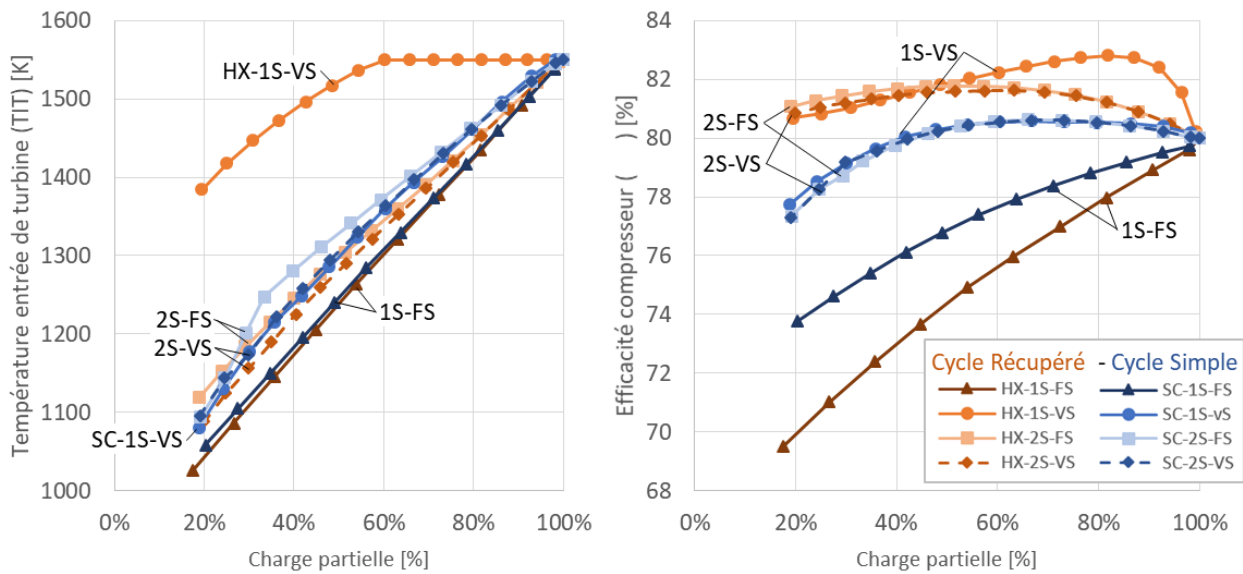 1600
1500
1400
1300
1200
1100
1000
0%
20%
40%
60%
80%
100%
Température entrée de turbine (TIT) [K]
Charge partielle [%]
HX-1S-VS
2S-FS
2S-VS
SC-1S-VS
1S-FS
84
82
80
78
76
74
72
70
68
0%
20%
40%
60%
80%
100%
Efficacité compresseur ( ) [%]
Charge partielle [%]
1S-VS
2S-FS
2S-VS
1S-FS
Cycle Récupéré - Cycle Simple
HX-1S-FS SC-1S-FS
HX-1S-VS SC-1S-vS
HX-2S-FS SC-2S-FS
HX-2S-VS SC-2S-VS